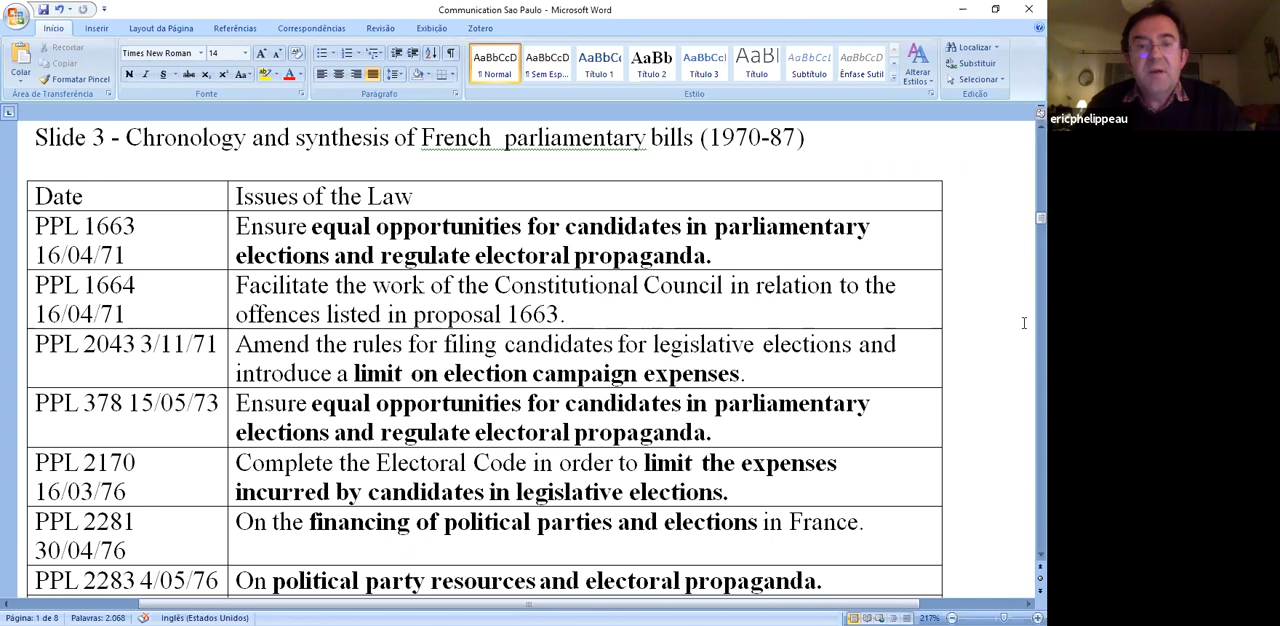 Communication Sao Paulo - Microsoft Word
Início Inserir Layout da Página Referências Correspondências Revisão Exibição Zotero
Colar
Recortar
Copiar
Formatar Pincel
Área de Transferência
Times New Roman 14
N I S abc x₂ x² Aa
Fonte
Parágrafo
AaBbCcD AaBbCcD AaBbC AaBb AaBbCcI AaBl AaBbCcL AaBbCcD
¶ Normal ¶ Sem Esp... Título 1 Título 2 Título 3 Título Subtítulo Ênfase Sutil
Estilo
Alterar
Estilos
Localizar
Substituir
Selecionar
Edição
ericphelippeau
Slide 3 - Chronology and synthesis of French parliamentary bills (1970-87)
Date Issues of the Law
PPL 1663 Ensure equal opportunities for candidates in parliamentary
16/04/71 elections and regulate electoral propaganda.
PPL 1664 Facilitate the work of the Constitutional Council in relation to the
16/04/71 offences listed in proposal 1663.
PPL 2043 3/11/71 Amend the rules for filing candidates for legislative elections and
introduce a limit on election campaign expenses.
PPL 378 15/05/73 Ensure equal opportunities for candidates in parliamentary
elections and regulate electoral propaganda.
PPL 2170 Complete the Electoral Code in order to limit the expenses
16/03/76 incurred by candidates in legislative elections.
PPL 2281 On the financing of political parties and elections in France.
30/04/76
PPL 2283 4/05/76 On political party resources and electoral propaganda.
Página: 1 de 8 Palavras: 2.068 Inglês (Estados Unidos) 217%